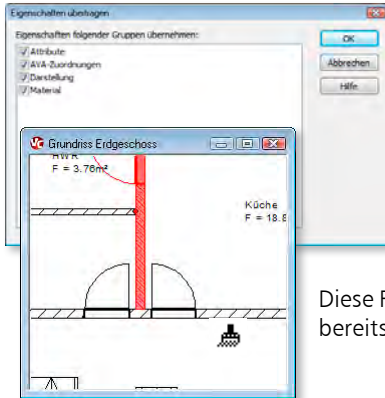 Eigenschaften übertragen
Eigenschaften folgender Gruppen übernehmen:
Attribute
AVA-Zuordnungen
Darstellung
Material
OK
Abbrechen
Hilfe
Grundriss Erdgeschoss
HWR
F = 3.76m²
Küche
F = 18.8
Diese F
bereits